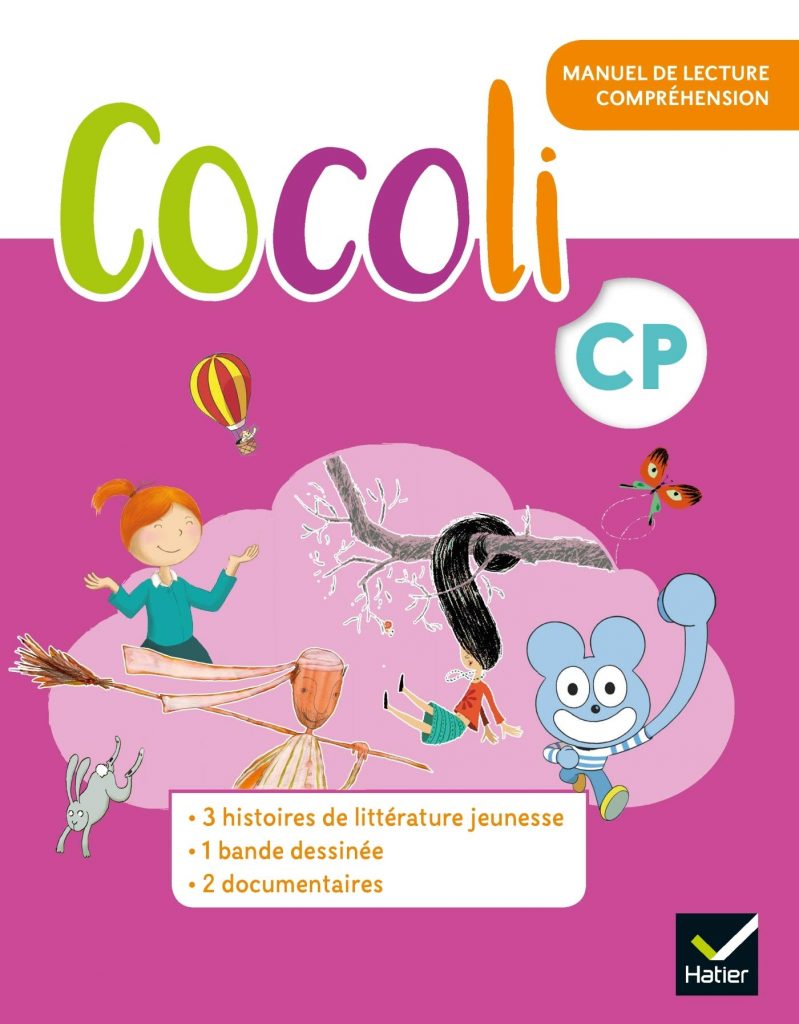 MANUEL DE LECTURE
COMPRÉHENSION
Cocoli
CP
• 3 histoires de littérature jeunesse
• 1 bande dessinée
• 2 documentaires
Hatier